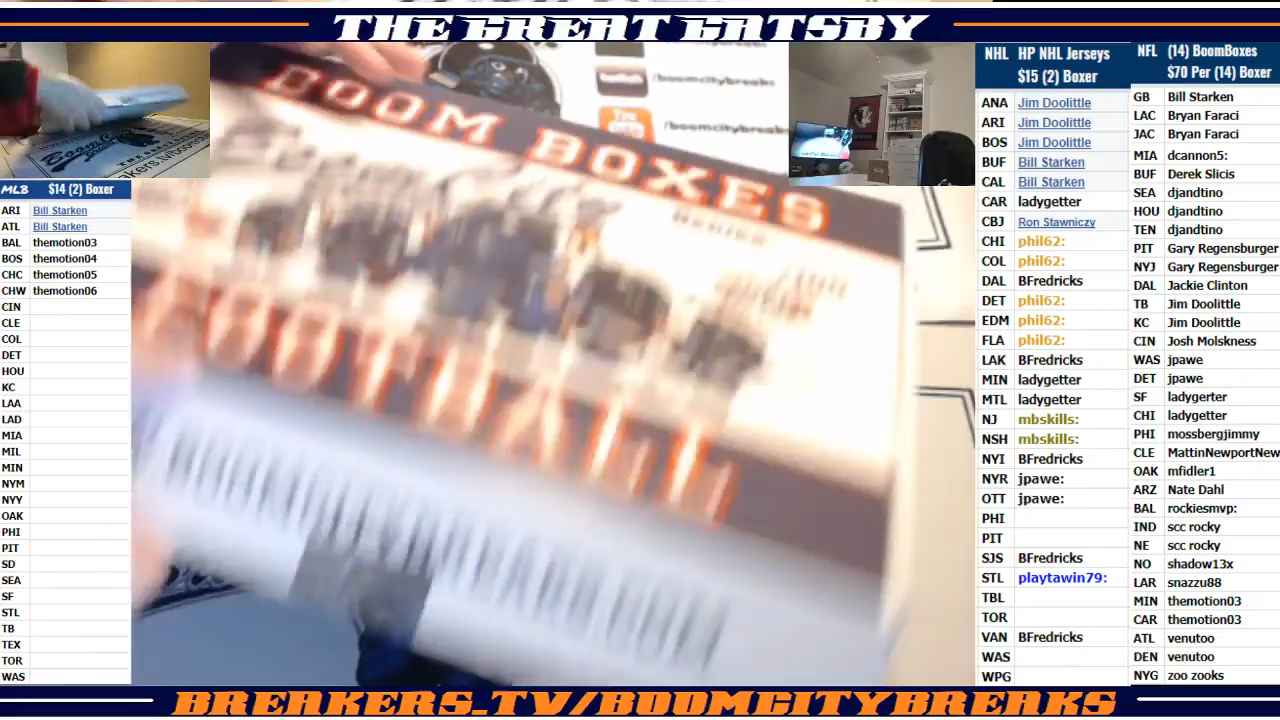 THE GREAT GATSBY
/boomcitybreaks
You
/boomcitybreaks
BOOM BOXES
FOOTBALL
MLB $14 (2) Boxer
ARI Bill Starken
ATL Bill Starken
BAL themotion03
BOS themotion04
CHC themotion05
CHW themotion06
CIN
CLE
COL
DET
HOU
KC
LAA
LAD
MIA
MIL
MIN
NYM
NYY
OAK
PHI
PIT
SD
SEA
SF
STL
TB
TEX
TOR
WAS
NHL HP NHL Jerseys
$15 (2) Boxer
ANA Jim Doolittle
ARI Jim Doolittle
BOS Jim Doolittle
BUF Bill Starken
CAL Bill Starken
CAR ladygetter
CBJ Ron Stawniczy
CHI phil62:
COL phil62:
DAL BFredricks
DET phil62:
EDM phil62:
FLA phil62:
LAK BFredricks
MIN ladygetter
MTL ladygetter
NJ mbskills:
NSH mbskills:
NYI BFredricks
NYR jpawe:
OTT jpawe:
PHI
PIT
SJS BFredricks
STL playtawin79:
TBL
TOR
VAN BFredricks
WAS
WPG
NFL (14) BoomBoxes
$70 Per (14) Boxer
GB Bill Starken
LAC Bryan Faraci
JAC Bryan Faraci
MIA dcannon5:
BUF Derek Slicis
SEA djandtino
HOU djandtino
TEN djandtino
PIT Gary Regensburger
NYJ Gary Regensburger
DAL Jackie Clinton
TB Jim Doolittle
KC Jim Doolittle
CIN Josh Molskness
WAS jpawe
DET jpawe
SF ladygerter
CHI ladygetter
PHI mossbergjimmy
CLE MattinNewportNew
OAK mfidler1
ARZ Nate Dahl
BAL rockiesmvp:
IND scc rocky
NE scc rocky
NO shadow13x
LAR snazzu88
MIN themotion03
CAR themotion03
ATL venutoo
DEN venutoo
NYG zoo zooks
BREAKERS.TV/BOOMCITYBREAKS